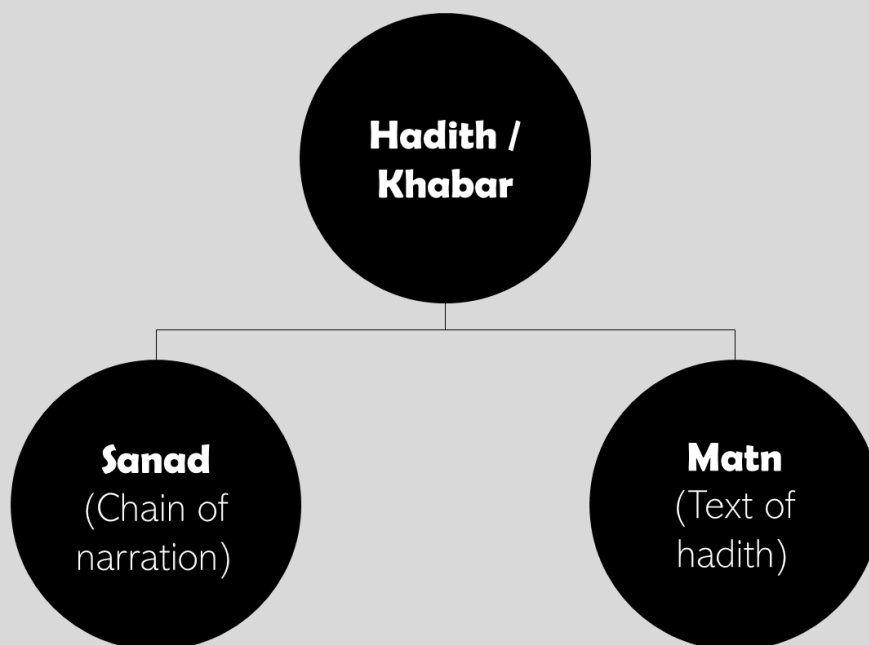 Hadith /
Khabar
Sanad
(Chain of
narration)
Matn
(Text of
hadith)